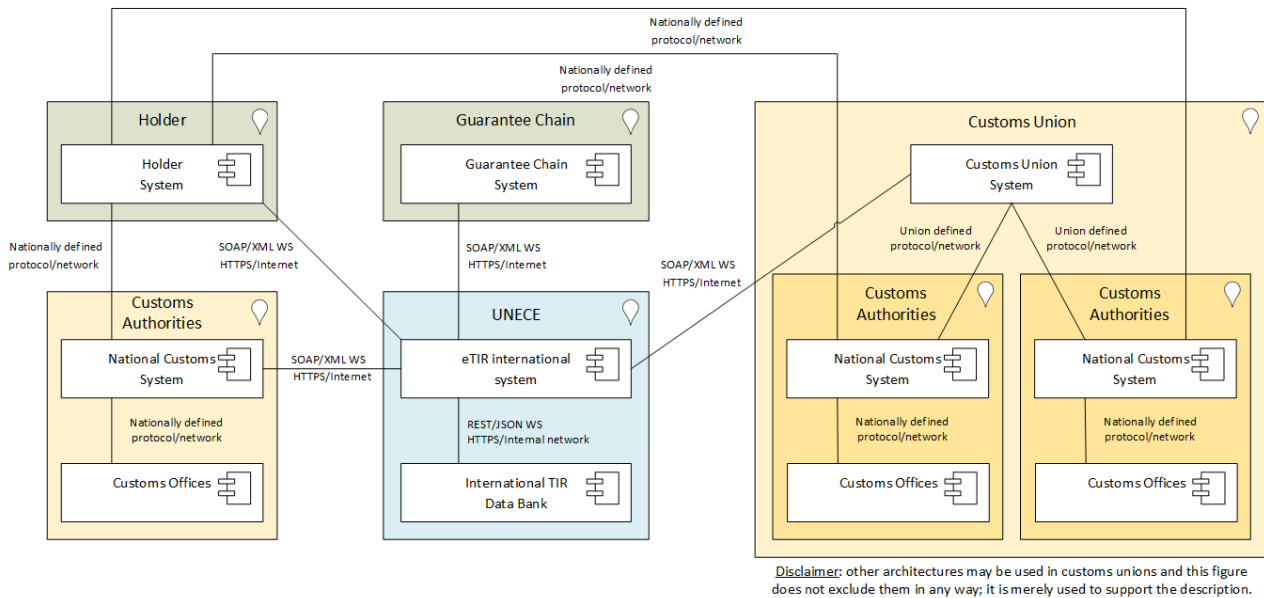 Nationally defined
protocol/network
Nationally defined
protocol/network
Holder
Holder
System
Guarantee Chain
Guarantee Chain
System
Customs Union
Customs Union
System
Nationally defined
protocol/network
SOAP/XML WS
HTTPS/Internet
SOAP/XML WS
HTTPS/Internet
SOAP/XML WS
HTTPS/Internet
Union defined
protocol/network
Union defined
protocol/network
Customs
Authorities
National Customs
System
SOAP/XML WS
HTTPS/Internet
Nationally defined
protocol/network
Customs Offices
UNECE
eTIR international
system
REST/JSON WS
HTTPS/Internal network
International TIR
Data Bank
Customs
Authorities
National Customs
System
Nationally defined
protocol/network
Customs Offices
Customs
Authorities
National Customs
System
Nationally defined
protocol/network
Customs Offices
Disclaimer: other architectures may be used in customs unions and this figure
does not exclude them in any way; it is merely used to support the description.